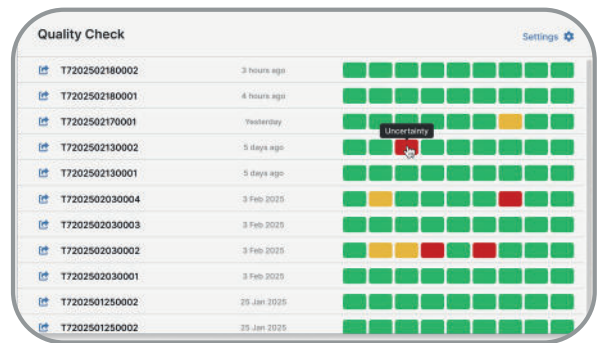 Quality Check
Settings
T7202502180002 3 hours ago
T7202502180001 4 hours ago
T7202502170001 Yesterday
Uncertainty
T7202502130002 5 days ago
T7202502130001 5 days ago
T7202502030004 3 Feb 2025
T7202502030003 3 Feb 2025
T7202502030002 3 Feb 2025
T7202502030001 3 Feb 2025
T7202501250002 25 Jan 2025
T7202501250002 25 Jan 2025